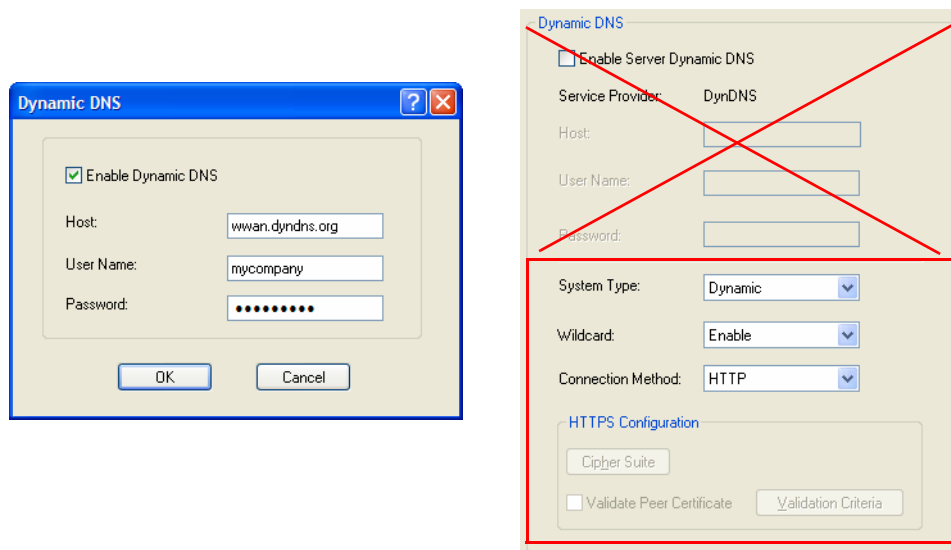 Dynamic DNS
Enable Dynamic DNS
Host: wwan.dyndns.org
User Name: mycompany
Password: •••••••••
OK Cancel
Dynamic DNS
Enable Server Dynamic DNS
Service Provider: DynDNS
Host:
User Name:
Password:
System Type: Dynamic
Wildcard: Enable
Connection Method: HTTP
HTTPS Configuration
Cipher Suite
Validate Peer Certificate Validation Criteria